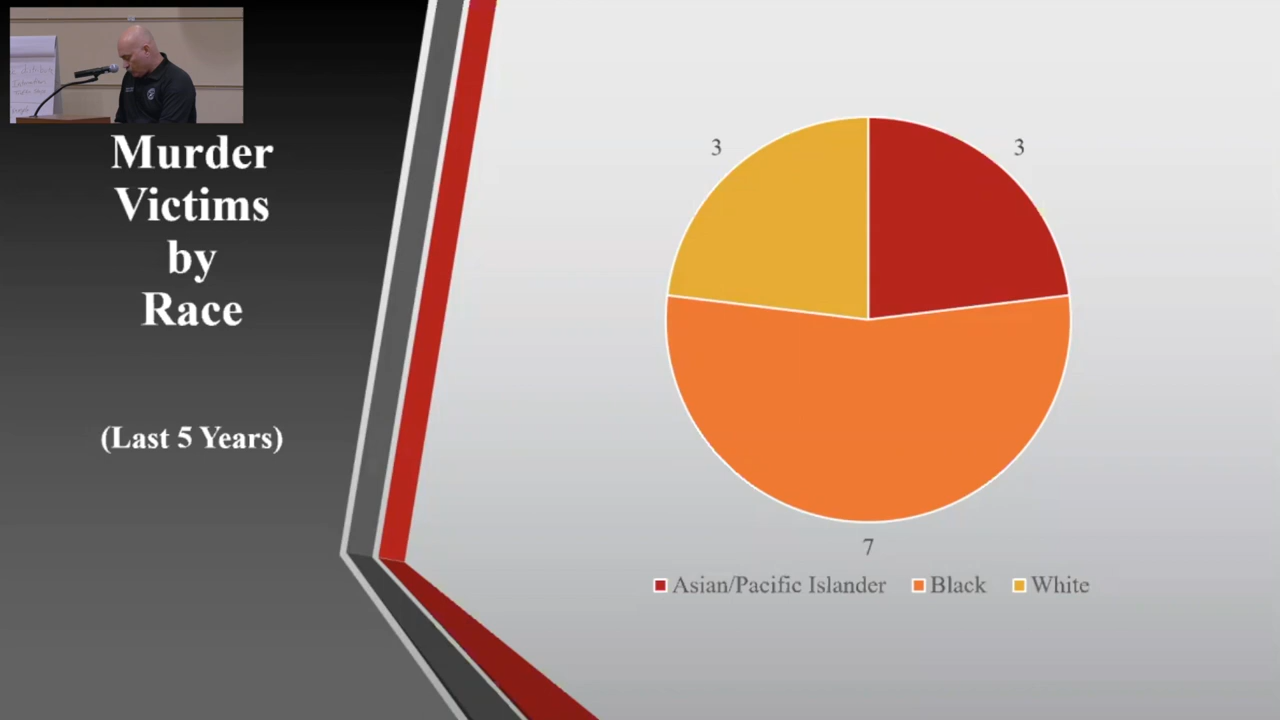 Murder
Victims
by
Race
(Last 5 Years)
3
3
7
Asian/Pacific Islander Black White